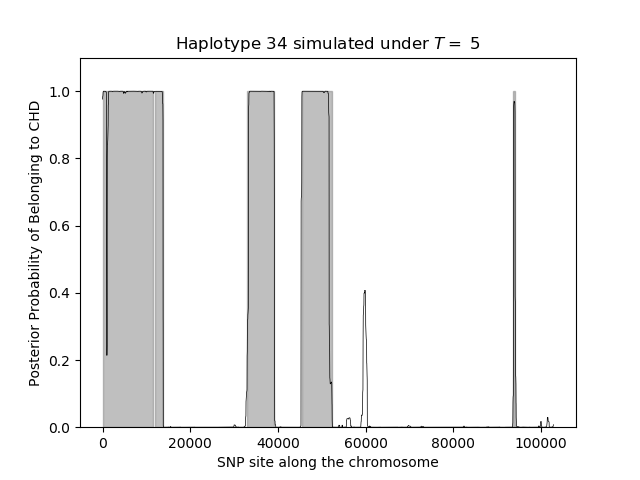 Haplotype 34 simulated under T = 5
Posterior Probability of Belonging to CHD
1.0
0.8
0.6
0.4
0.2
0.0
0 20000 40000 60000 80000 100000
SNP site along the chromosome